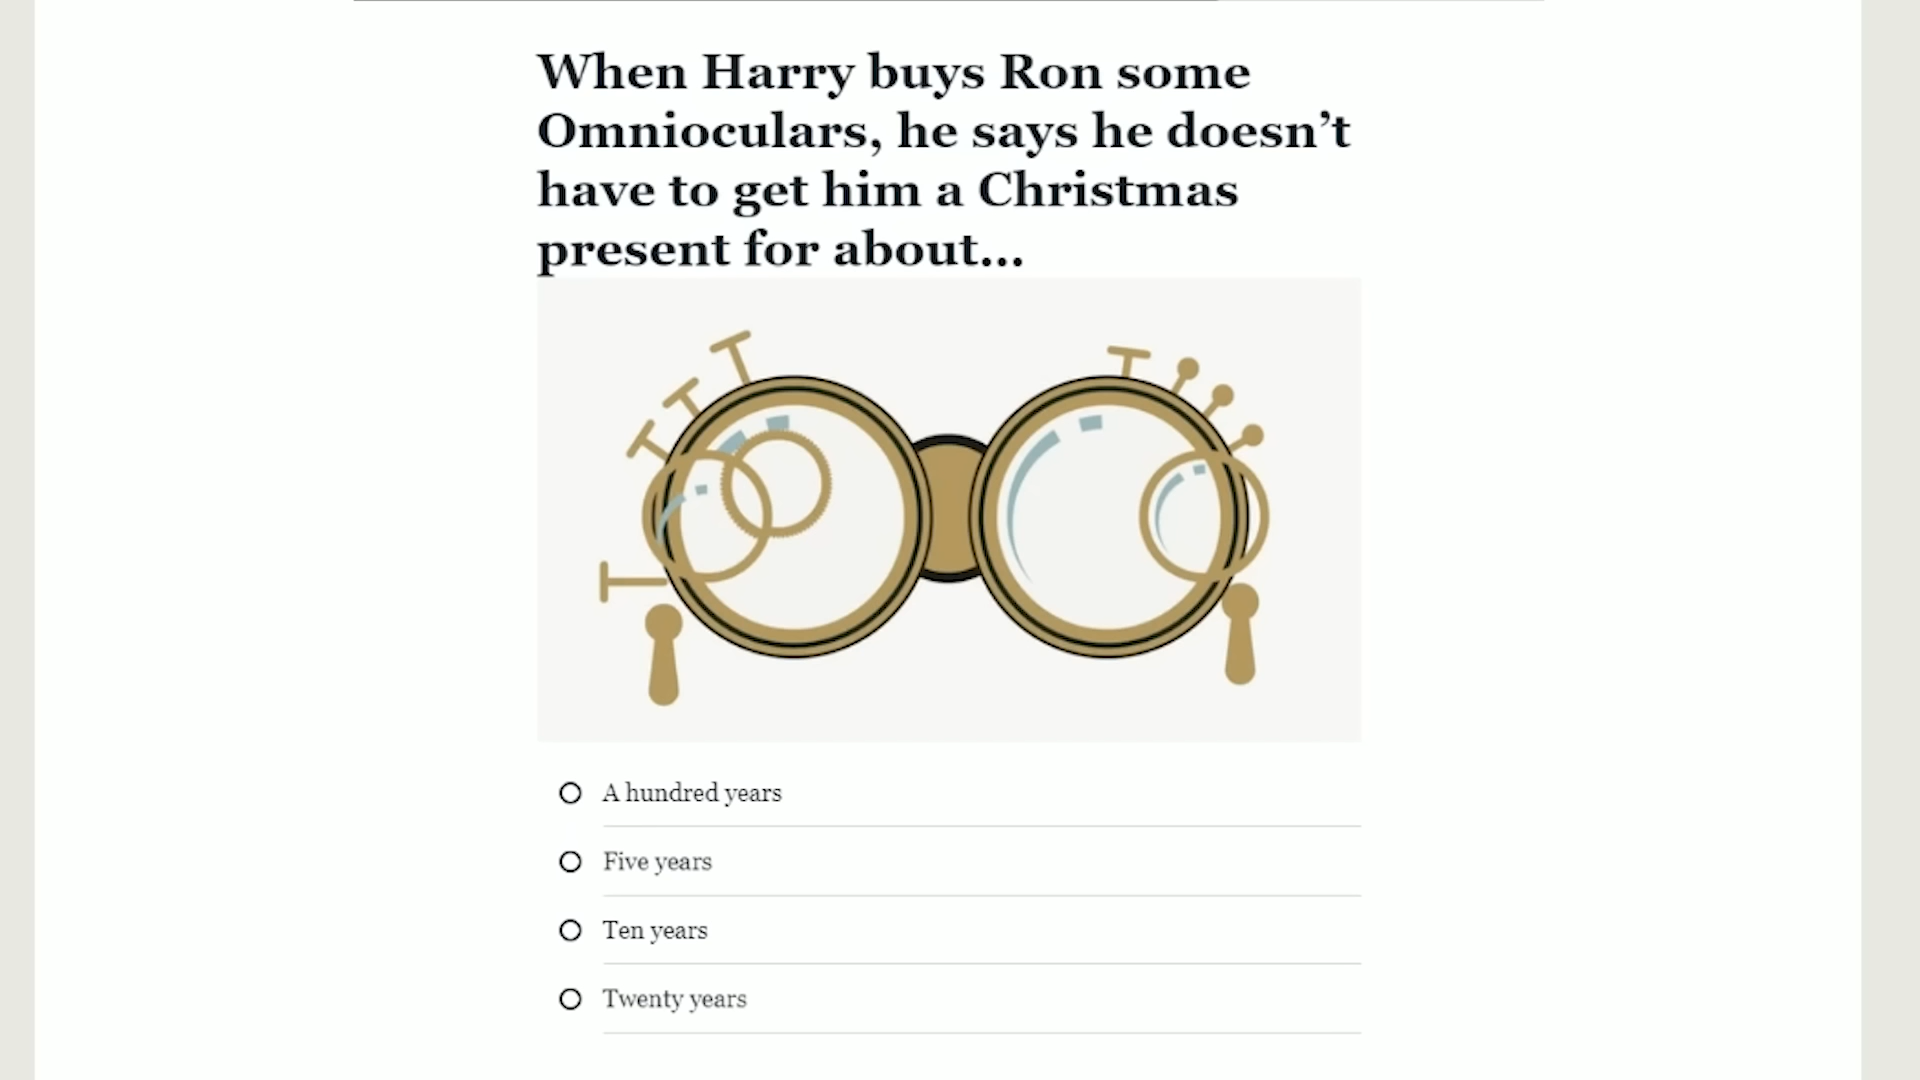 When Harry buys Ron some
Omnioculars, he says he doesn’t
have to get him a Christmas
present for about...
A hundred years
Five years
Ten years
Twenty years